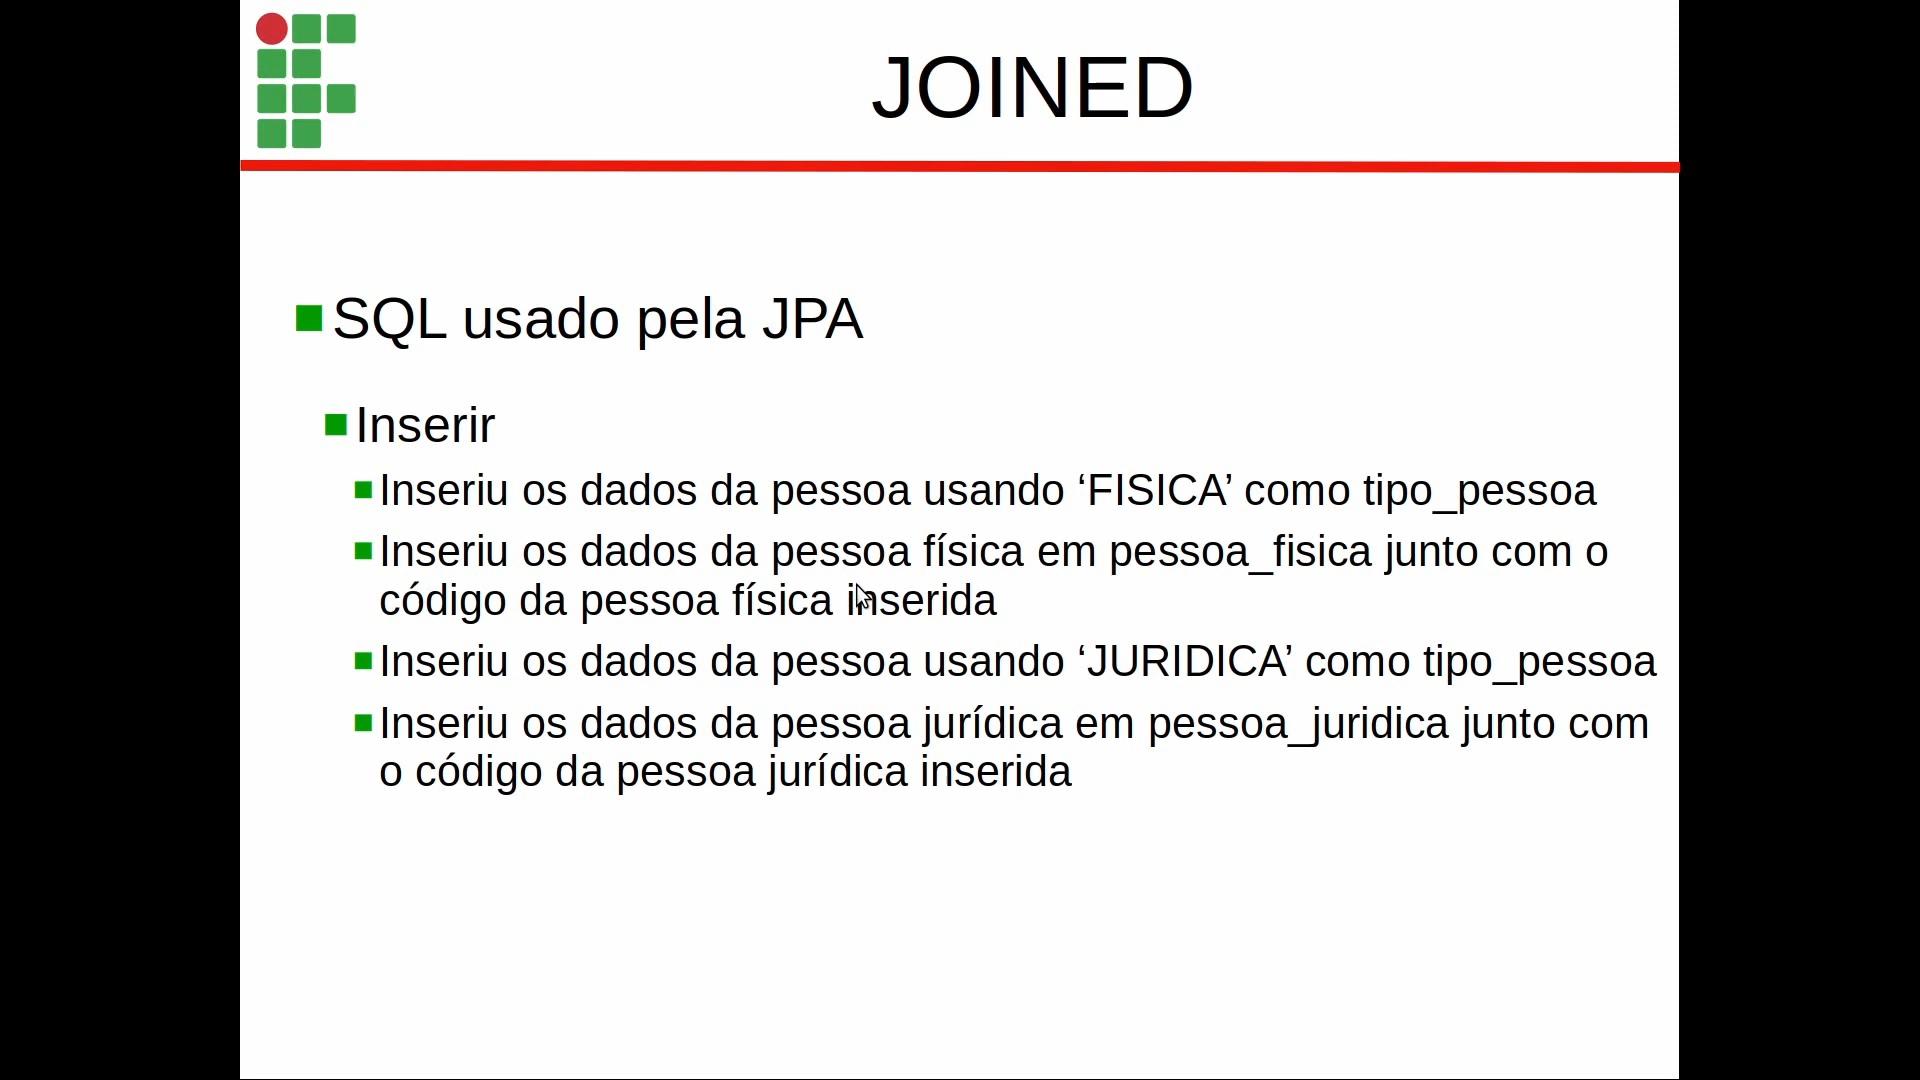 JOINED
SQL usado pela JPA
Inserir
Inseriu os dados da pessoa usando ‘FISICA’ como tipo_pessoa
Inseriu os dados da pessoa física em pessoa_fisica junto com o
código da pessoa física inserida
Inseriu os dados da pessoa usando ‘JURIDICA’ como tipo_pessoa
Inseriu os dados da pessoa jurídica em pessoa_juridica junto com
o código da pessoa jurídica inserida